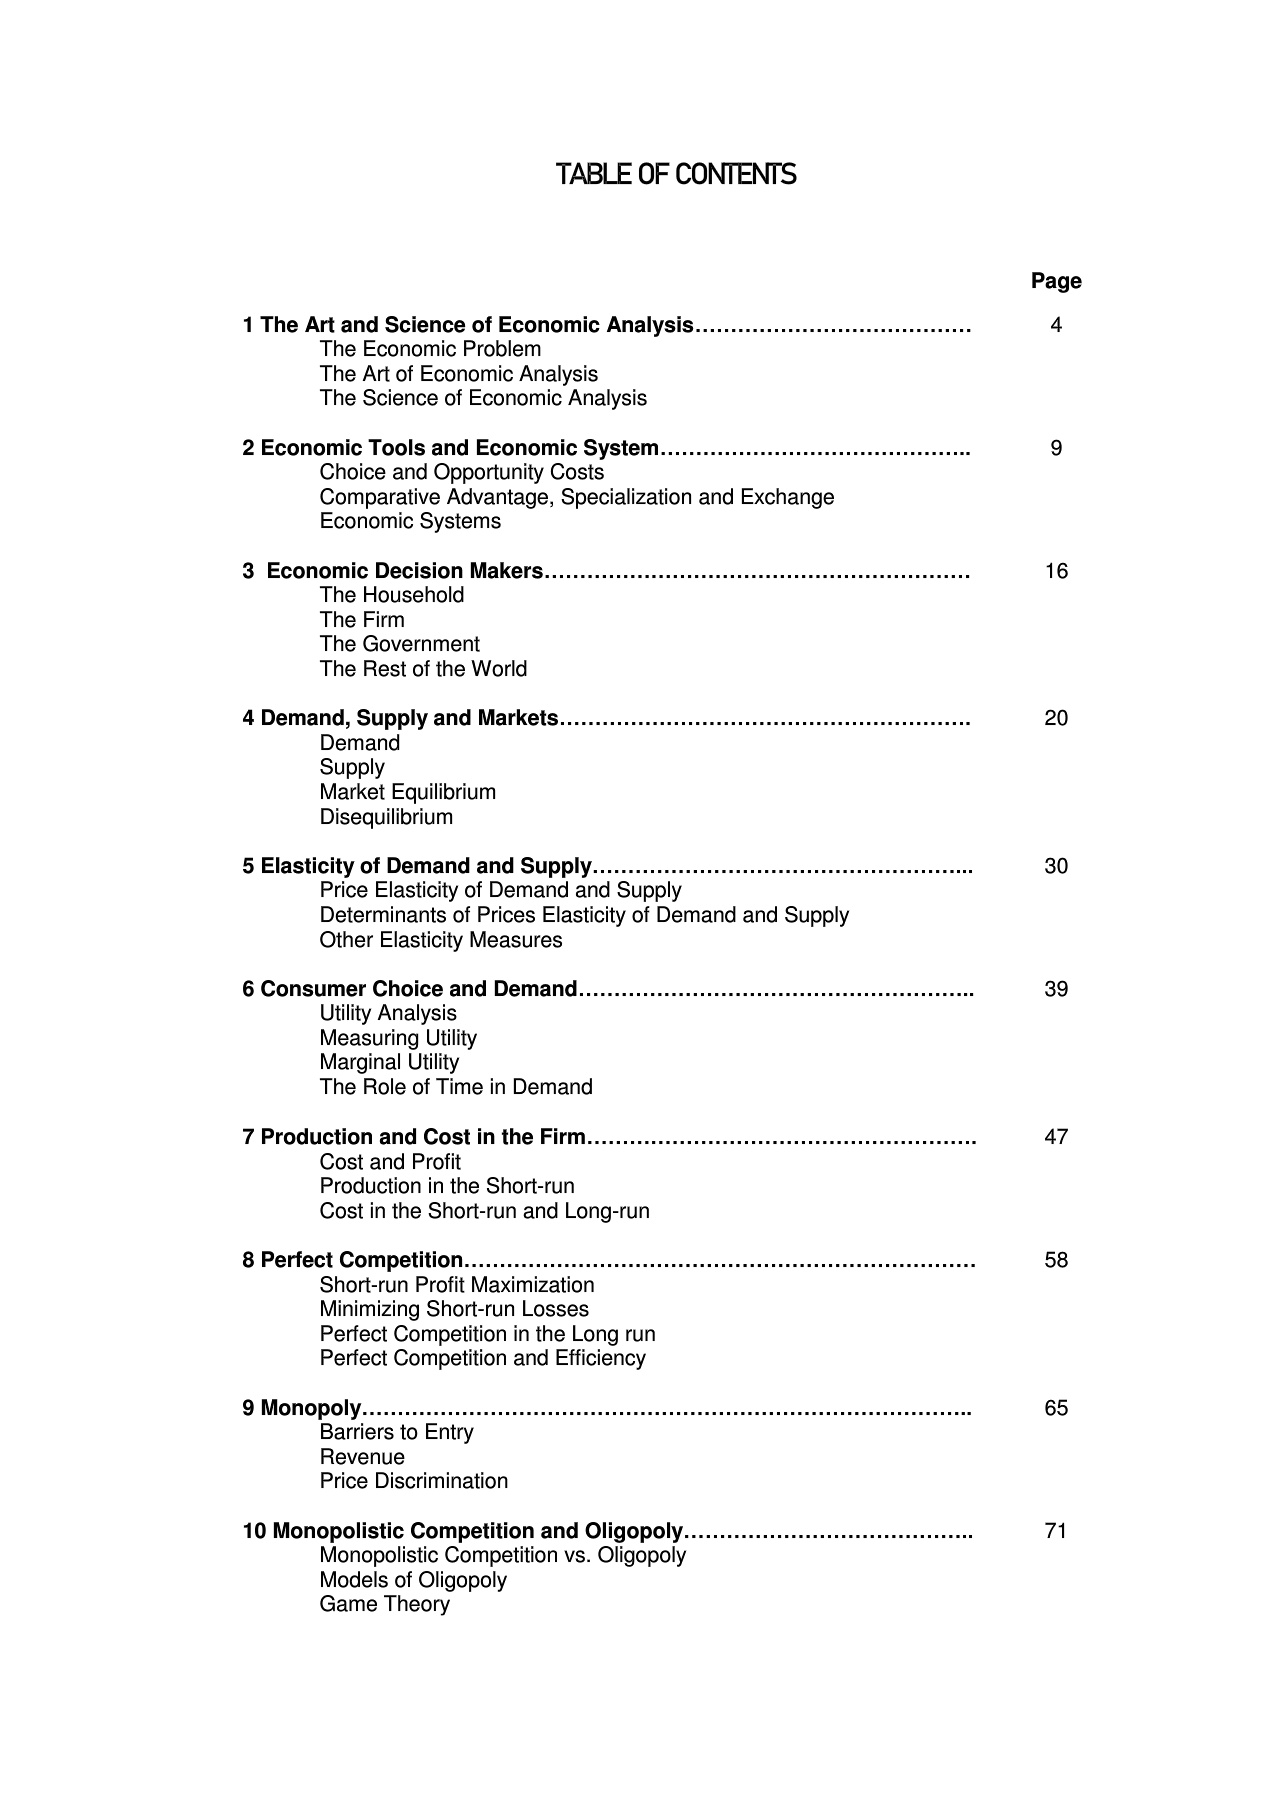 TABLE OF CONTENTS
Page
1 The Art and Science of Economic Analysis………………………………… 4
The Economic Problem
The Art of Economic Analysis
The Science of Economic Analysis
2 Economic Tools and Economic System…………………………………….. 9
Choice and Opportunity Costs
Comparative Advantage, Specialization and Exchange
Economic Systems
3  Economic Decision Makers…………………………………………………… 16
The Household
The Firm
The Government
The Rest of the World
4 Demand, Supply and Markets…………………………………………………. 20
Demand
Supply
Market Equilibrium
Disequilibrium
5 Elasticity of Demand and Supply……………………………………………... 30
Price Elasticity of Demand and Supply
Determinants of Prices Elasticity of Demand and Supply
Other Elasticity Measures
6 Consumer Choice and Demand……………………………………………….. 39
Utility Analysis
Measuring Utility
Marginal Utility
The Role of Time in Demand
7 Production and Cost in the Firm………………………………………………. 47
Cost and Profit
Production in the Short-run
Cost in the Short-run and Long-run
8 Perfect Competition……………………………………………………………… 58
Short-run Profit Maximization
Minimizing Short-run Losses
Perfect Competition in the Long run
Perfect Competition and Efficiency
9 Monopoly………………………………………………………………………….. 65
Barriers to Entry
Revenue
Price Discrimination
10 Monopolistic Competition and Oligopoly………………………………….. 71
Monopolistic Competition vs. Oligopoly
Models of Oligopoly
Game Theory